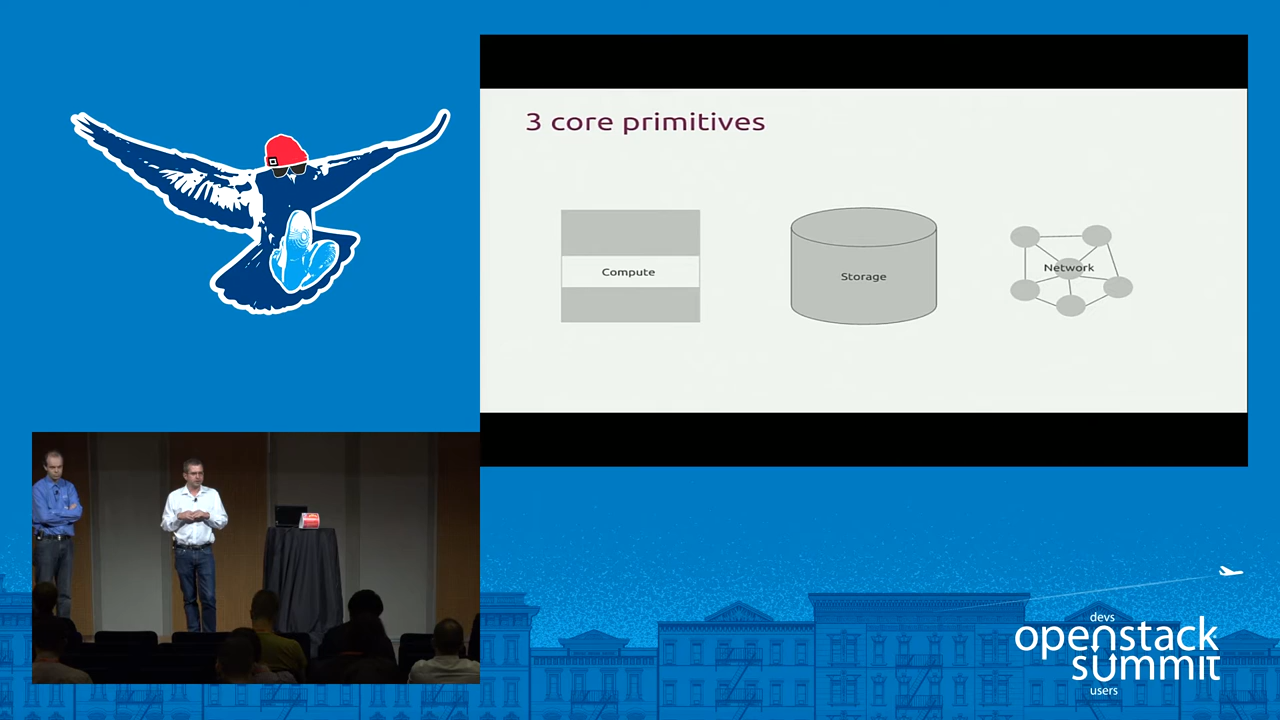 3 core primitives
Compute
Storage
Network
devs
openstack
summit
users